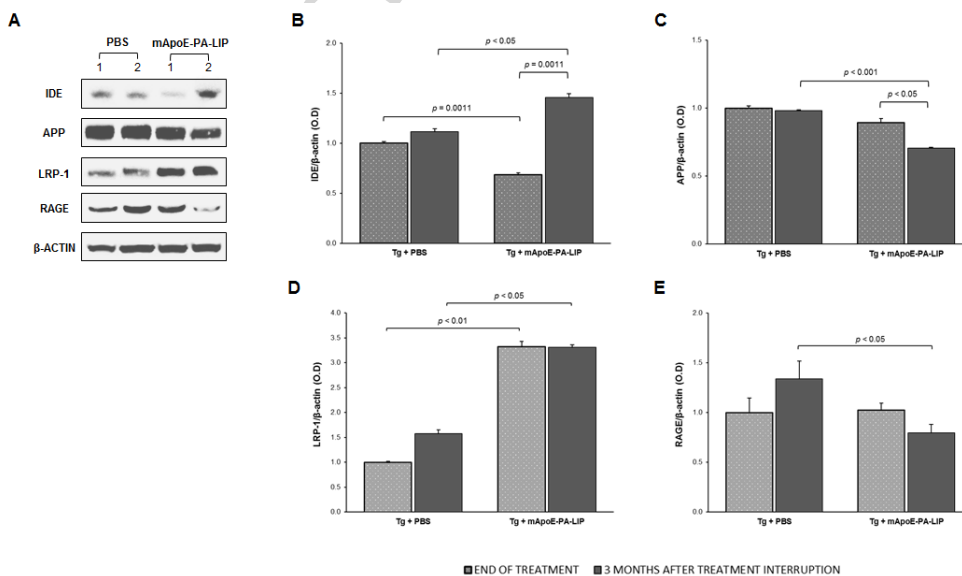 A
PBS
mApoE-PA-LIP
1 2 1 2
IDE
APP
LRP-1
RAGE
β-ACTIN
B
IDE/β-actin (O.D)
2.0
1.5
1.0
0.5
0.0
p < 0.05
p = 0.0011
p = 0.0011
Tg + PBS
Tg + mApoE-PA-LIP
C
APP/β-actin (O.D)
1.5
1.0
0.5
0.0
p < 0.001
p < 0.05
Tg + PBS
Tg + mApoE-PA-LIP
D
LRP-1/β-actin (O.D)
4.0
3.5
3.0
2.5
2.0
1.5
1.0
0.5
0.0
p < 0.05
p < 0.01
Tg + PBS
Tg + mApoE-PA-LIP
E
RAGE/β-actin (O.D)
2.0
1.5
1.0
0.5
0.0
p < 0.05
Tg + PBS
Tg + mApoE-PA-LIP
END OF TREATMENT 3 MONTHS AFTER TREATMENT INTERRUPTION